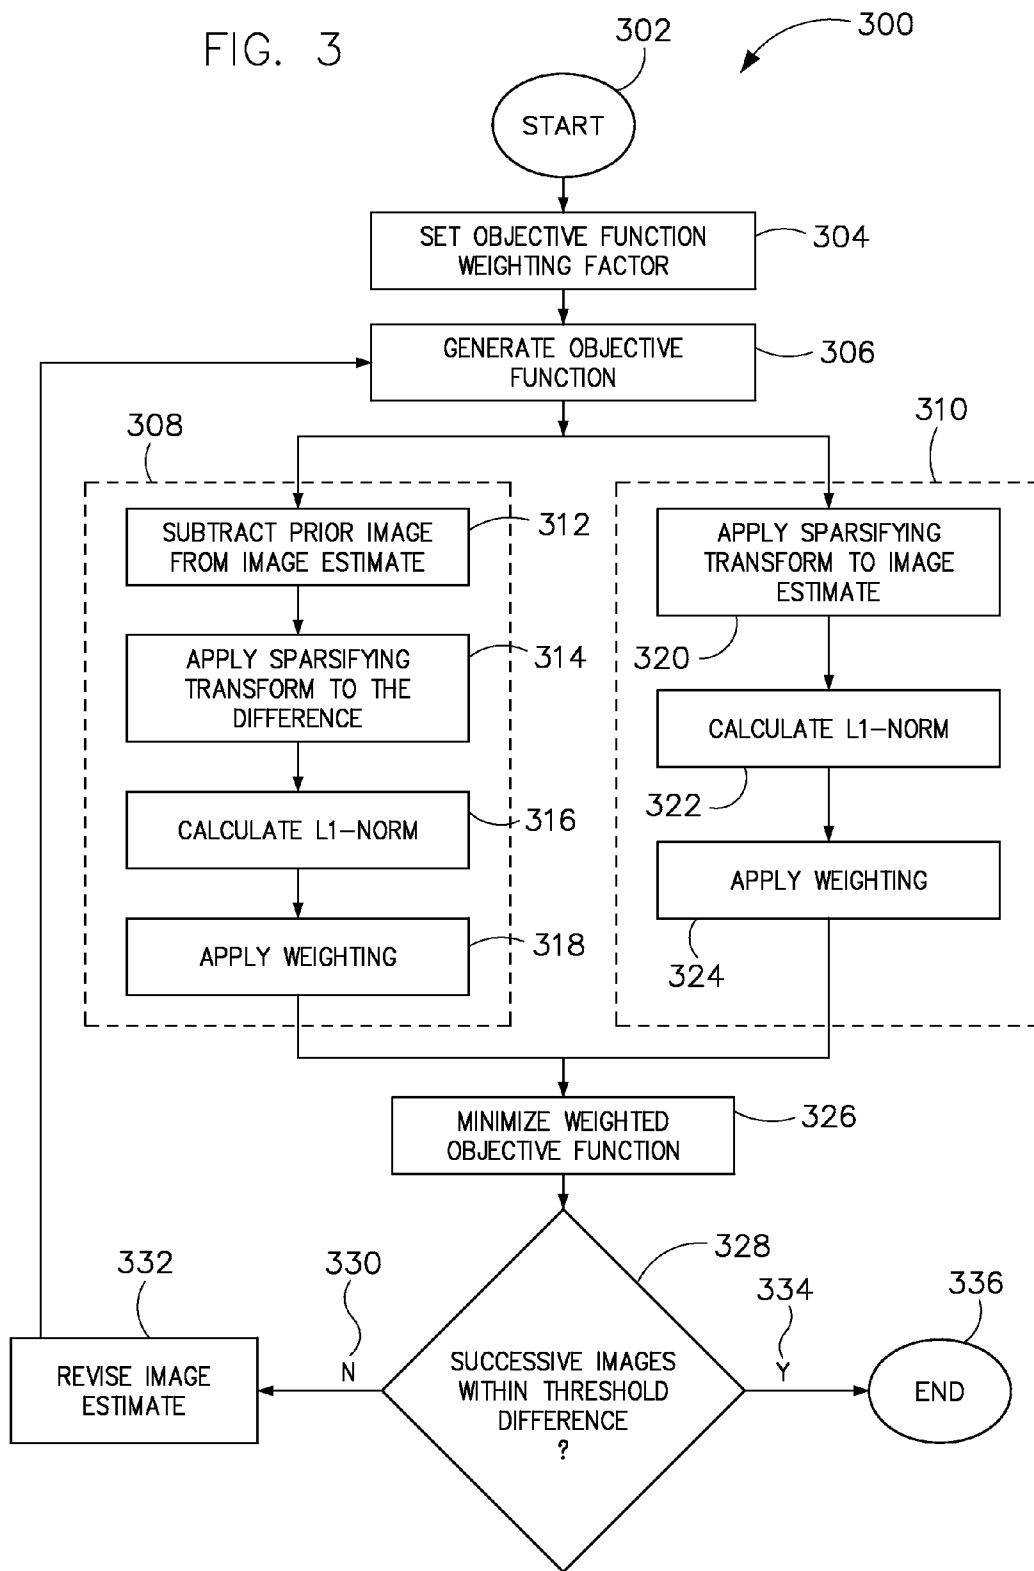 FIG. 3
302
300
START
SET OBJECTIVE FUNCTION
WEIGHTING FACTOR
304
GENERATE OBJECTIVE
FUNCTION
306
308
310
SUBTRACT PRIOR IMAGE
FROM IMAGE ESTIMATE
312
APPLY SPARSIFYING
TRANSFORM TO THE
DIFFERENCE
314
CALCULATE L1-NORM
316
APPLY WEIGHTING
318
APPLY SPARSIFYING
TRANSFORM TO IMAGE
ESTIMATE
320
CALCULATE L1-NORM
322
APPLY WEIGHTING
324
MINIMIZE WEIGHTED
OBJECTIVE FUNCTION
326
328
SUCCESSIVE IMAGES
WITHIN THRESHOLD
DIFFERENCE
?
330
N
332
REVISE IMAGE
ESTIMATE
334
Y
336
END